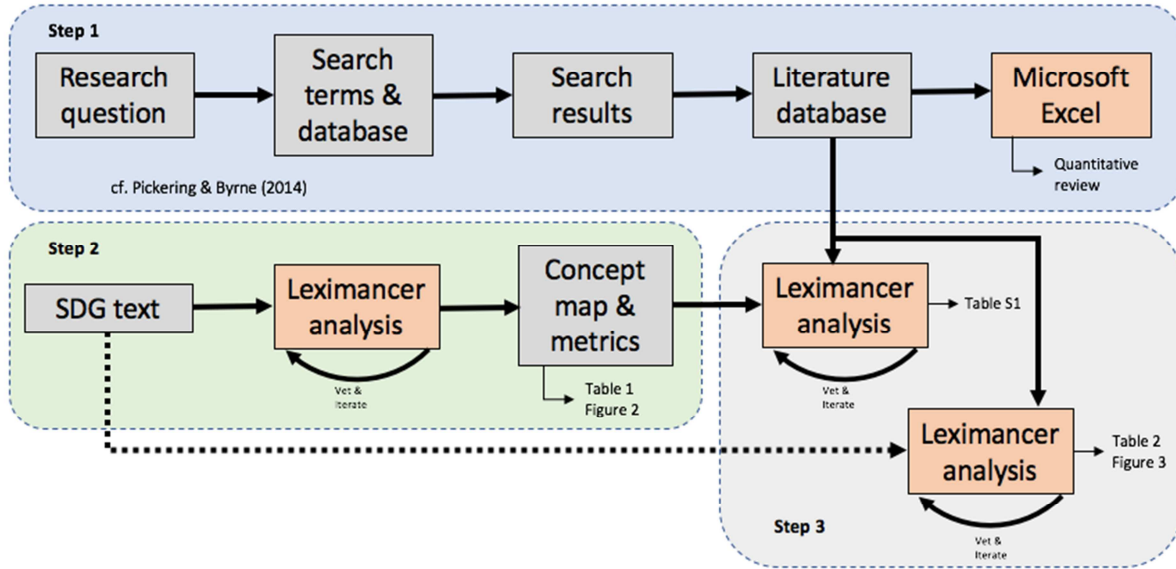 Step 1
Research
question
Search
terms &
database
Search
results
Literature
database
Microsoft
Excel
Quantitative
review
cf. Pickering & Byrne (2014)
Step 2
SDG text
Leximancer
analysis
Vet &
Iterate
Concept
map &
metrics
Table 1
Figure 2
Leximancer
analysis
Table S1
Vet &
Iterate
Leximancer
analysis
Table 2
Figure 3
Vet &
Iterate
Step 3